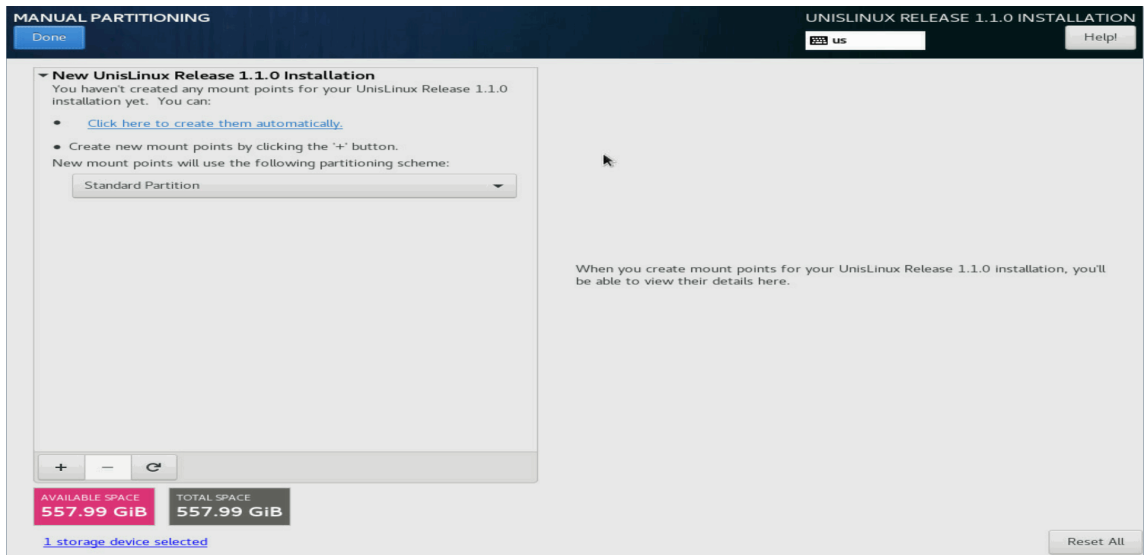 MANUAL PARTITIONING
UNISLINUX RELEASE 1.1.0 INSTALLATION
Done
us
Help!
New UnisLinux Release 1.1.0 Installation
You haven't created any mount points for your UnisLinux Release 1.1.0
installation yet. You can:
• Click here to create them automatically.
• Create new mount points by clicking the '+' button.
New mount points will use the following partitioning scheme:
Standard Partition
When you create mount points for your UnisLinux Release 1.1.0 installation, you'll
be able to view their details here.
+ −
AVAILABLE SPACE
557.99 GiB
TOTAL SPACE
557.99 GiB
1 storage device selected
Reset All